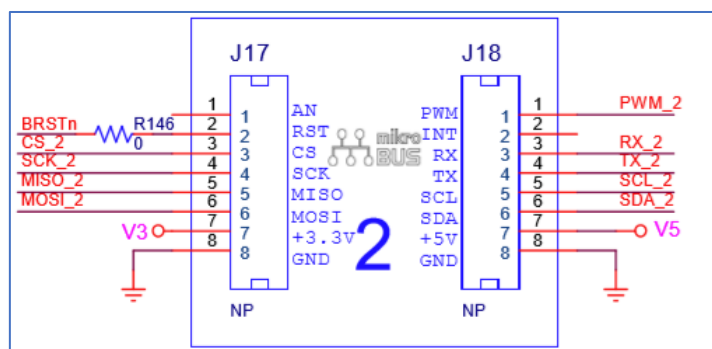 J17 J18
1 1 AN PWM 1 1 PWM_2
BRSTn R146 2 2 RST INT 2 2
0
CS_2 3 3 CS RX 3 3 RX_2
SCK_2 4 4 SCK TX 4 4 TX_2
MISO_2 5 5 MISO SCL 5 5 SCL_2
MOSI_2 6 6 MOSI SDA 6 6 SDA_2
V3 7 7 +3.3V +5V 7 7 V5
8 8 GND GND 8 8
mikro
BUS
2
NP NP